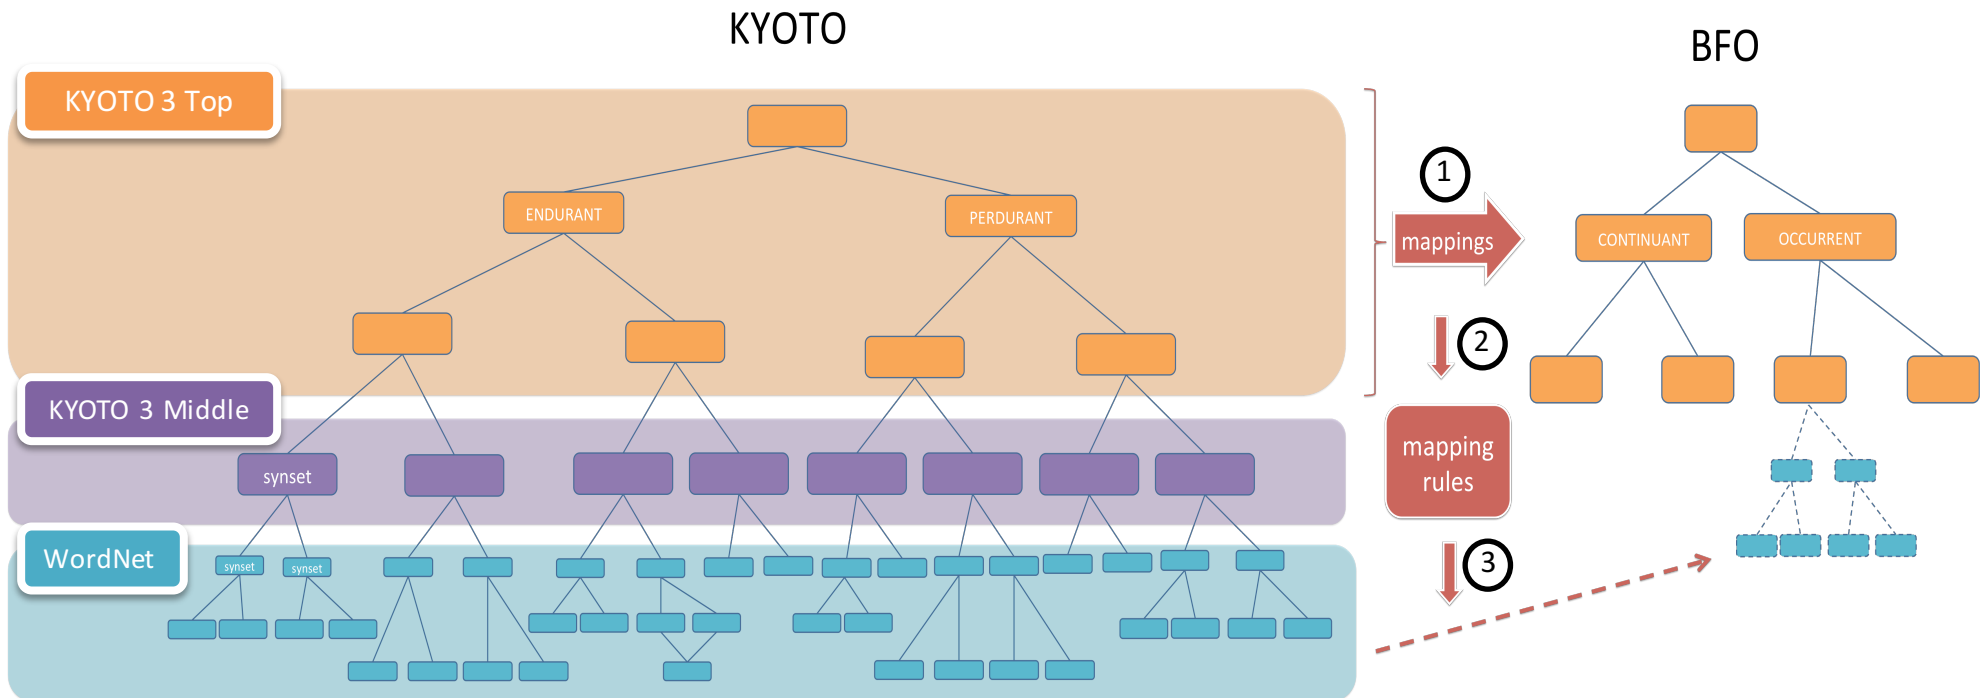 KYOTO
BFO
KYOTO 3 Top
ENDURANT
PERDURANT
1
mappings
CONTINUANT
OCCURRENT
2
KYOTO 3 Middle
synset
mapping
rules
WordNet
synset
synset
3